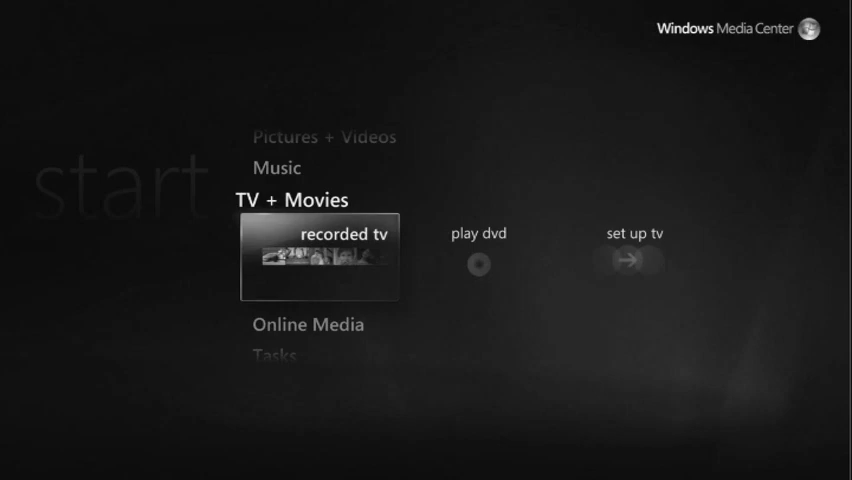 Windows Media Center
start
Pictures + Videos
Music
TV + Movies
recorded tv
play dvd
set up tv
Online Media
Tasks